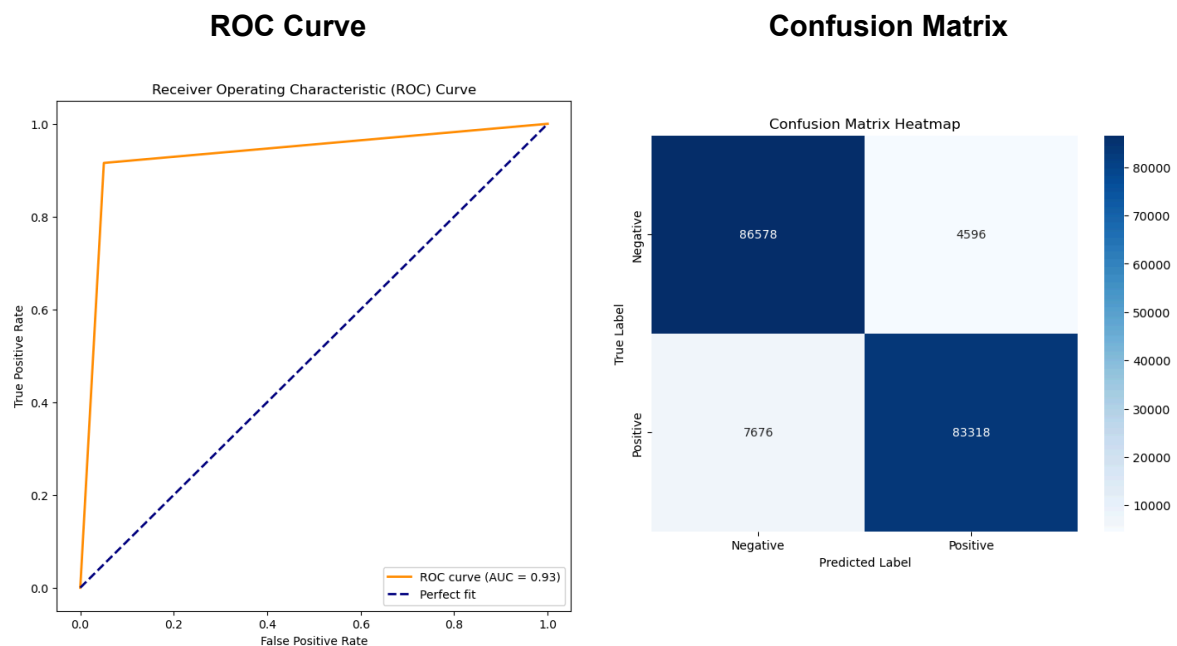 ROC Curve
Receiver Operating Characteristic (ROC) Curve
True Positive Rate
1.0
0.8
0.6
0.4
0.2
0.0
0.0 0.2 0.4 0.6 0.8 1.0
False Positive Rate
ROC curve (AUC = 0.93)
Perfect fit
Confusion Matrix
Confusion Matrix Heatmap
True Label
Negative
Positive
86578 4596
7676 83318
Negative Positive
Predicted Label
80000
70000
60000
50000
40000
30000
20000
10000